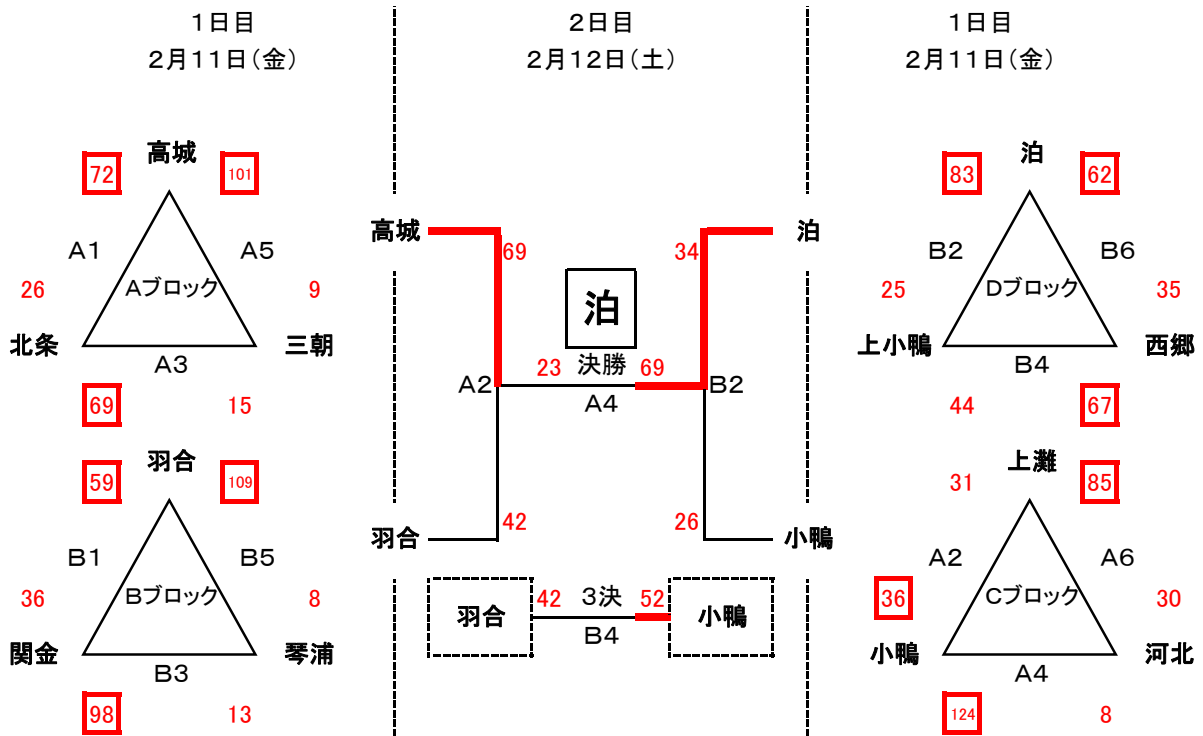 1日目
2月11日(金)
高城
72
101
A1
A5
26
Aブロック
9
北条
三朝
A3
69
15
羽合
59
109
B1
B5
36
Bブロック
8
関金
琴浦
B3
98
13
2日目
2月12日(土)
高城
泊
69
34
泊
23
決勝
69
A2
A4
B2
42
26
羽合
小鴨
羽合
42
3決
52
小鴨
B4
1日目
2月11日(金)
泊
83
62
B2
B6
25
Dブロック
35
上小鴨
西郷
B4
44
67
上灘
31
85
A2
A6
36
Cブロック
30
小鴨
河北
A4
124
8